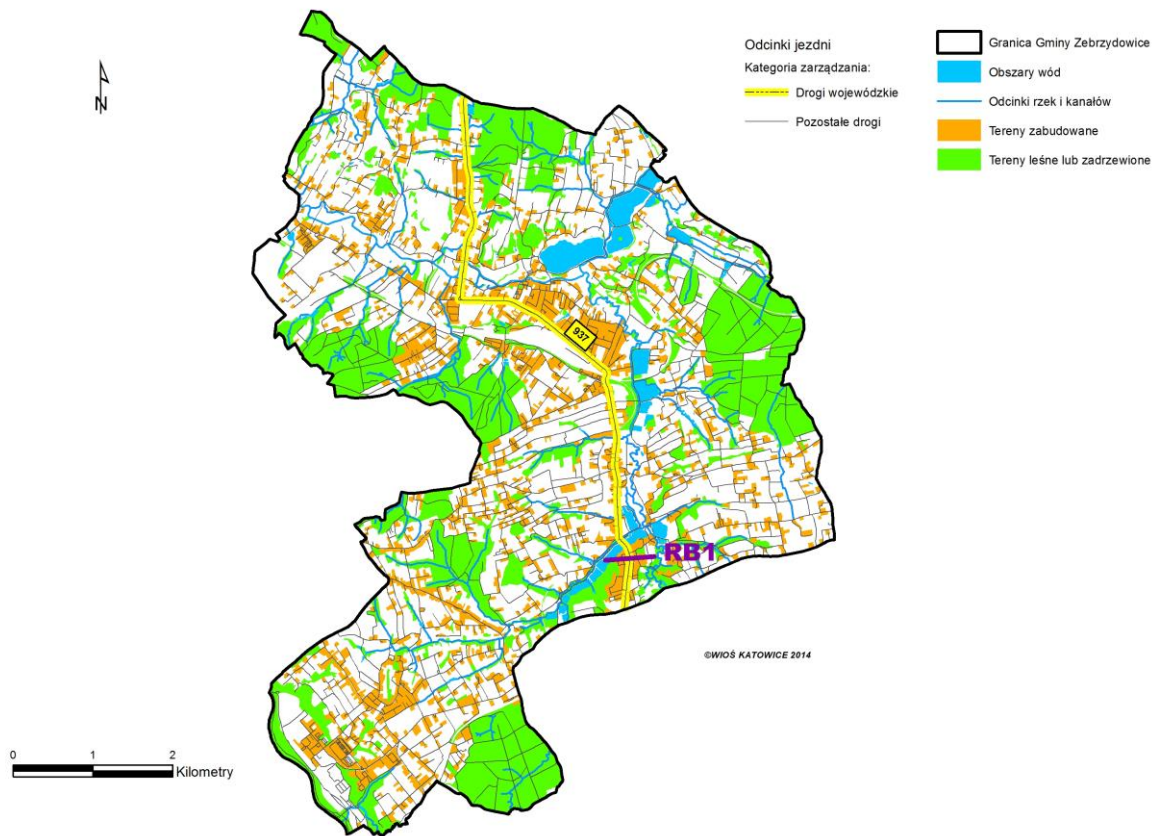 N
Odcinki jezdni
Kategoria zarządzania:
Drogi wojewódzkie
Pozostałe drogi
Granica Gminy Zebrzydowice
Obszary wód
Odcinki rzek i kanałów
Tereny zabudowane
Tereny leśne lub zadrzewione
937
RB1
©WIOŚ KATOWICE 2014
0 1 2
Kilometry